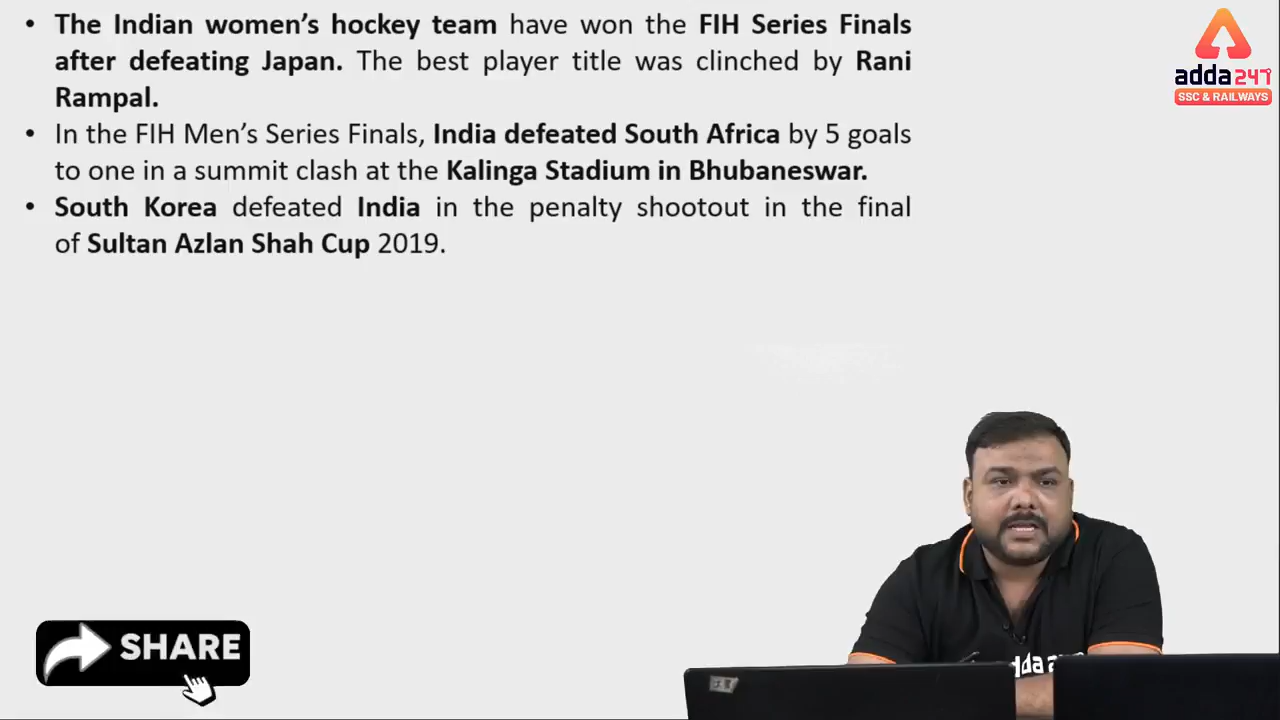 • The Indian women's hockey team have won the FIH Series Finals
after defeating Japan. The best player title was clinched by Rani
Rampal.
• In the FIH Men's Series Finals, India defeated South Africa by 5 goals
to one in a summit clash at the Kalinga Stadium in Bhubaneswar.
• South Korea defeated India in the penalty shootout in the final
of Sultan Azlan Shah Cup 2019.
adda247
SSC & RAILWAYS
SHARE